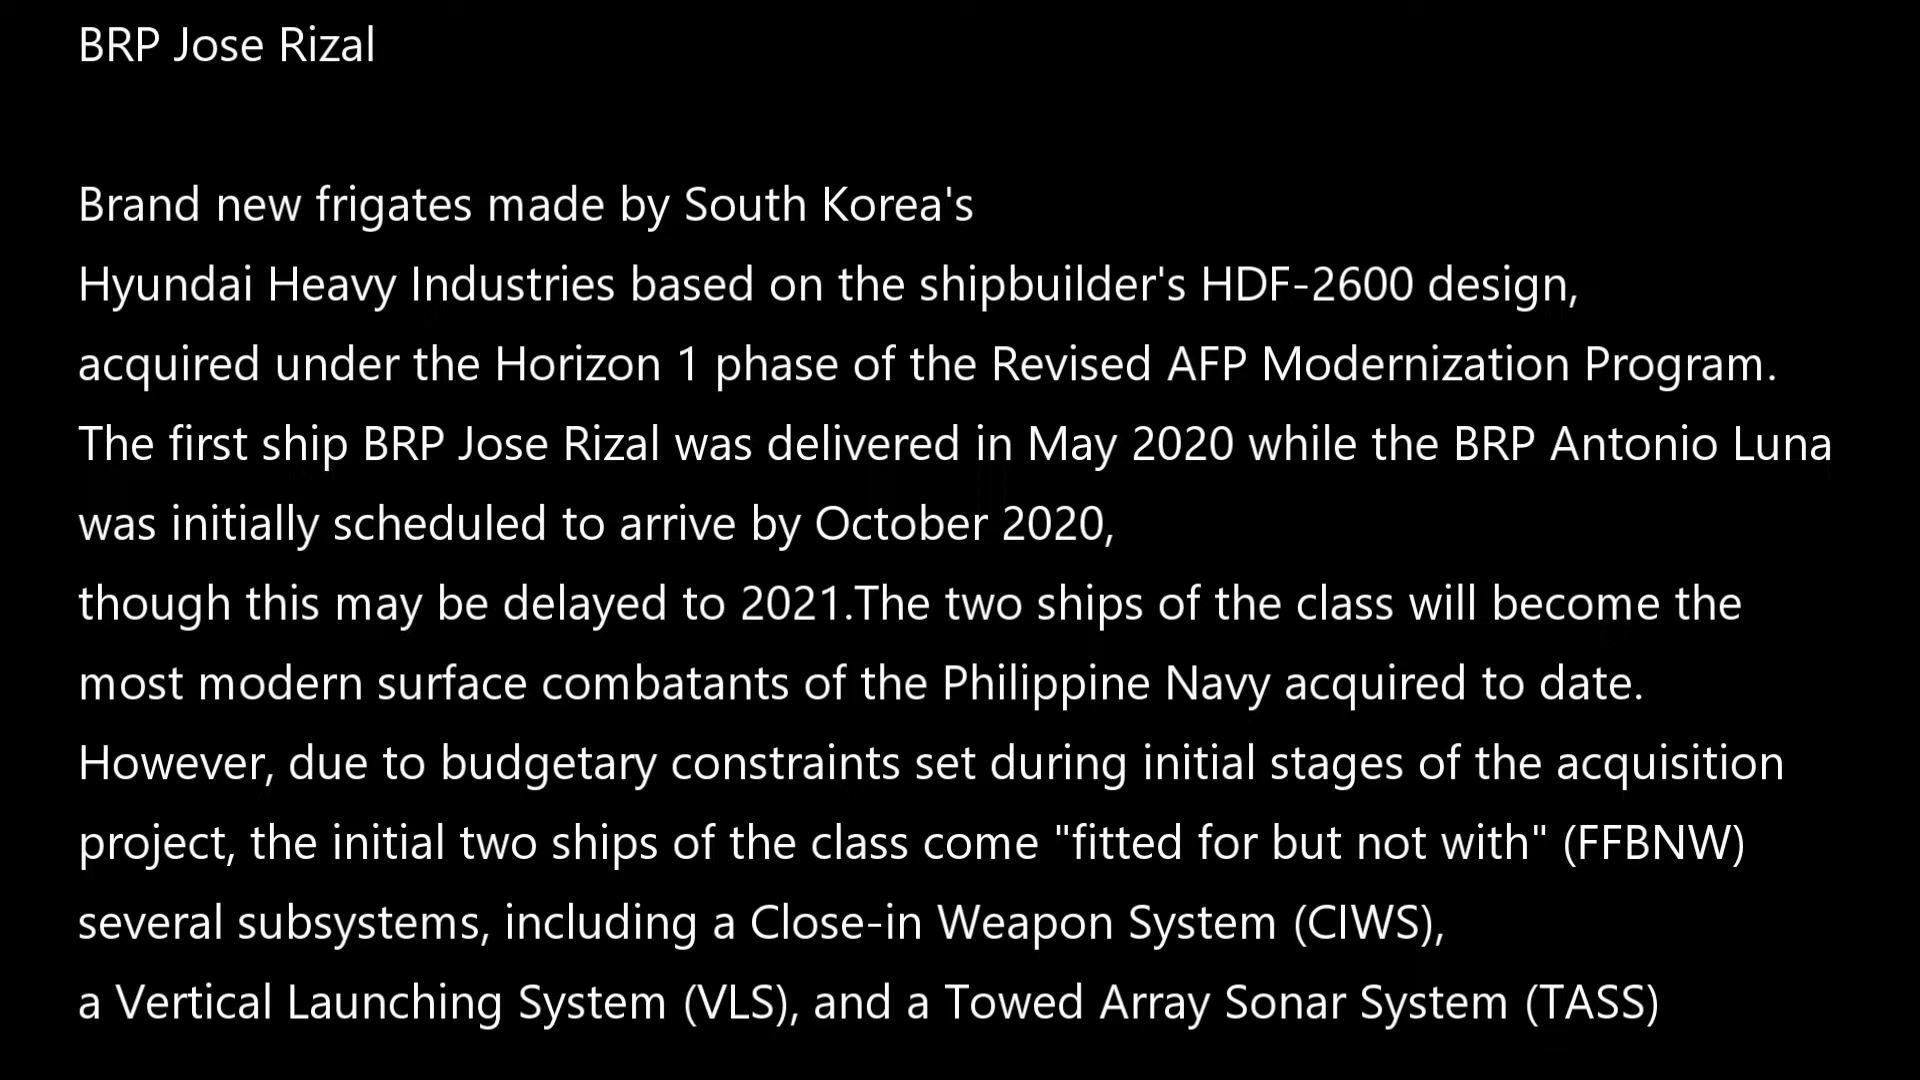 BRP Jose Rizal
Brand new frigates made by South Korea's
Hyundai Heavy Industries based on the shipbuilder's HDF-2600 design,
acquired under the Horizon 1 phase of the Revised AFP Modernization Program.
The first ship BRP Jose Rizal was delivered in May 2020 while the BRP Antonio Luna
was initially scheduled to arrive by October 2020,
though this may be delayed to 2021.The two ships of the class will become the
most modern surface combatants of the Philippine Navy acquired to date.
However, due to budgetary constraints set during initial stages of the acquisition
project, the initial two ships of the class come "fitted for but not with" (FFBNW)
several subsystems, including a Close-in Weapon System (CIWS),
a Vertical Launching System (VLS), and a Towed Array Sonar System (TASS)